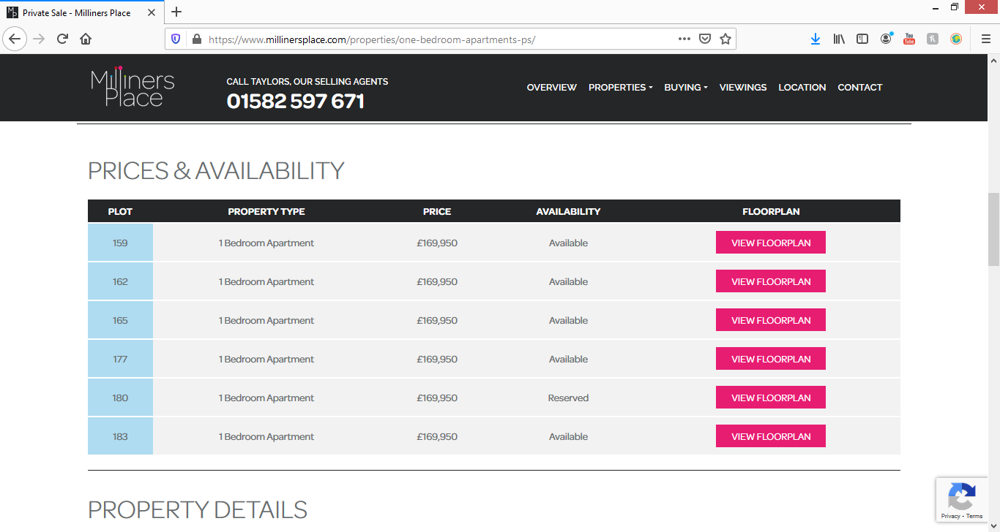 Private Sale - Milliners Place
https://www.millinersplace.com/properties/one-bedroom-apartments-ps/
Milliners
Place
CALL TAYLORS, OUR SELLING AGENTS
01582 597 671
OVERVIEW PROPERTIES BUYING VIEWINGS LOCATION CONTACT
PRICES & AVAILABILITY
PLOT PROPERTY TYPE PRICE AVAILABILITY FLOORPLAN
159 1 Bedroom Apartment £169,950 Available VIEW FLOORPLAN
162 1 Bedroom Apartment £169,950 Available VIEW FLOORPLAN
165 1 Bedroom Apartment £169,950 Available VIEW FLOORPLAN
177 1 Bedroom Apartment £169,950 Available VIEW FLOORPLAN
180 1 Bedroom Apartment £169,950 Reserved VIEW FLOORPLAN
183 1 Bedroom Apartment £169,950 Available VIEW FLOORPLAN
PROPERTY DETAILS
Privacy - Terms